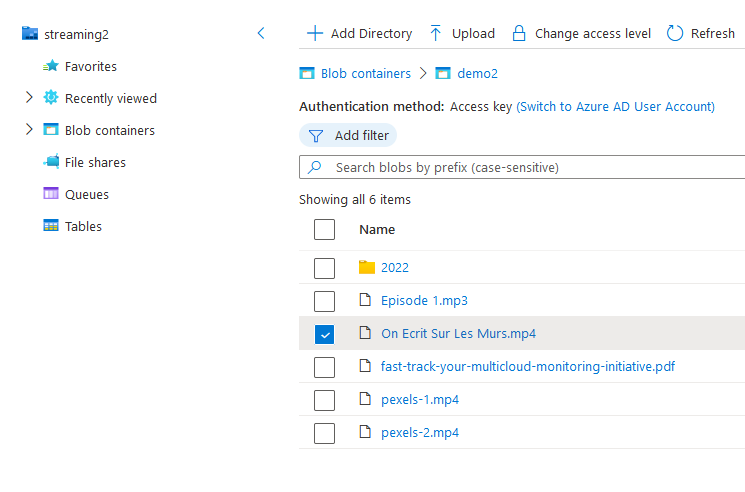 streaming2
Favorites
Recently viewed
Blob containers
File shares
Queues
Tables
Add Directory Upload Change access level Refresh
Blob containers > demo2
Authentication method: Access key (Switch to Azure AD User Account)
Add filter
Search blobs by prefix (case-sensitive)
Showing all 6 items
Name
2022
Episode 1.mp3
On Ecrit Sur Les Murs.mp4
fast-track-your-multicloud-monitoring-initiative.pdf
pexels-1.mp4
pexels-2.mp4